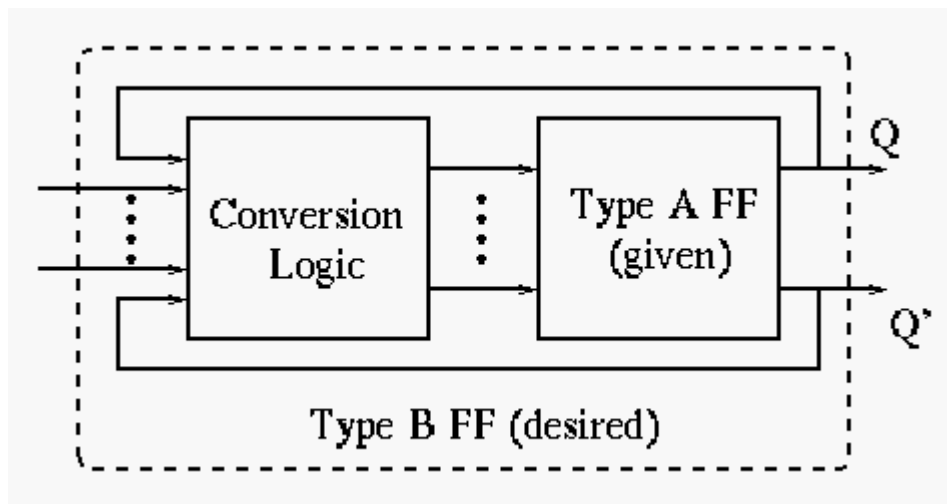 Conversion
Logic
Type A FF
(given)
Q
Q'
Type B FF (desired)